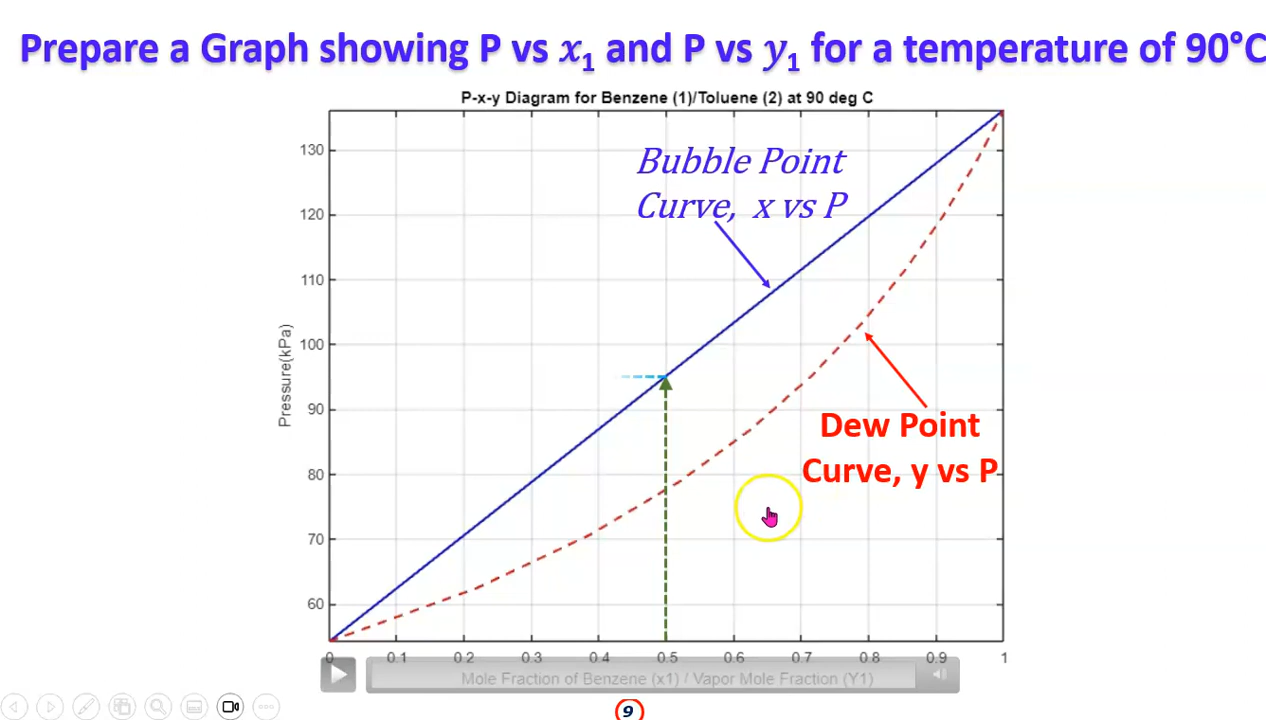 Prepare a Graph showing P vs x₁ and P vs y₁ for a temperature of 90°C
P-x-y Diagram for Benzene (1)/Toluene (2) at 90 deg C
Bubble Point
Curve, x vs P
Dew Point
Curve, y vs P
Pressure(kPa)
130
120
110
100
90
80
70
60
0 0.1 0.2 0.3 0.4 0.5 0.6 0.7 0.8 0.9 1
Mole Fraction of Benzene (x1) / Vapor Mole Fraction (Y1)
9